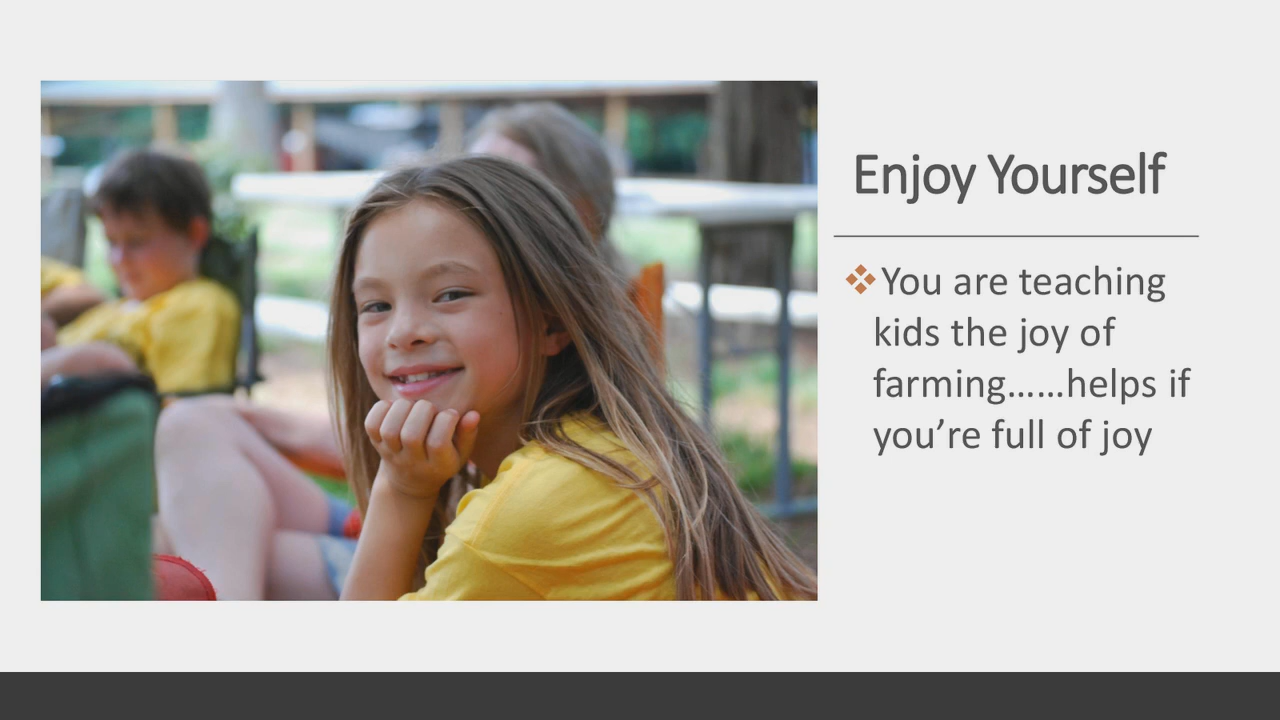 Enjoy Yourself
❖You are teaching
kids the joy of
farming……helps if
you’re full of joy